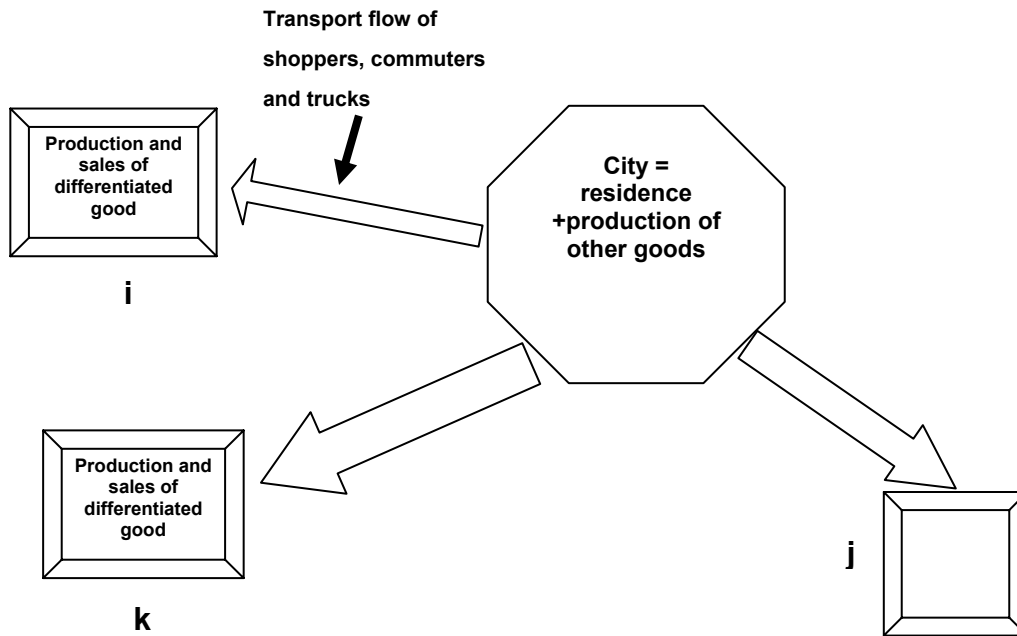 Transport flow of
shoppers, commuters
and trucks
Production and
sales of
differentiated
good
i
City =
residence
+production of
other goods
Production and
sales of
differentiated
good
k
j